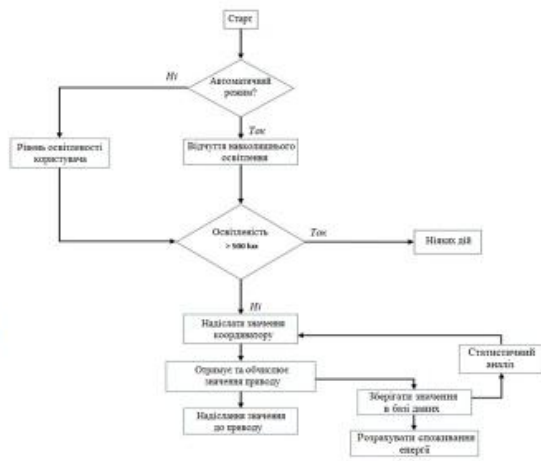 Старт
Автоматичний
режим?
Ні
Так
Рівень освітленості
користувача
Відчуття навколишнього
освітлення
Освітленість
> 500 lux
Так
Ніяких дій
Ні
Надіслати значення
координатору
Статистичний
аналіз
Отримує та обчислює
значення приводу
Зберігати значення
в базі даних
Надіслання значення
до приводу
Розрахувати споживання
енергії